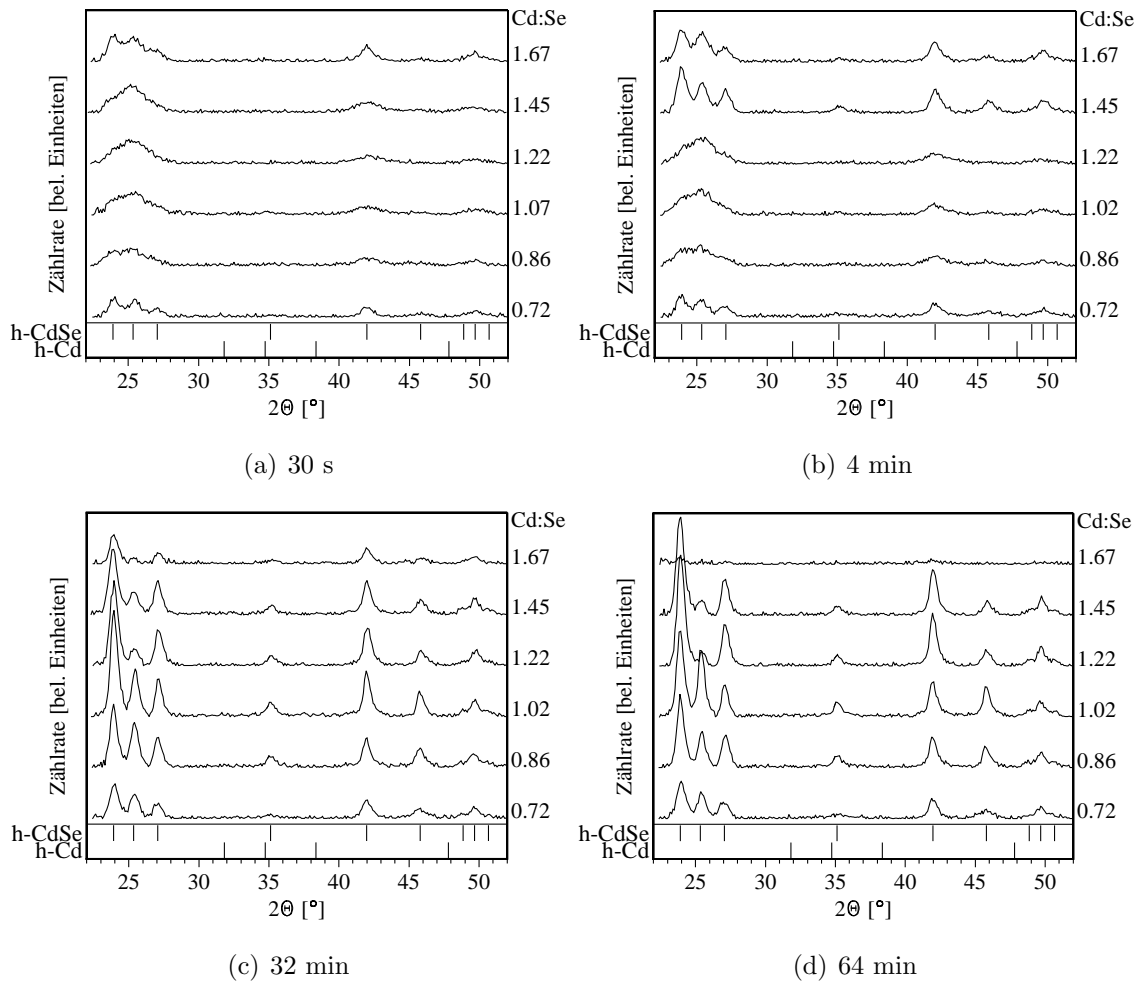 Cd:Se
1.67
1.45
1.22
1.07
0.86
0.72
Zählrate [bel. Einheiten]
h-CdSe
h-Cd
25 30 35 40 45 50
2Θ [°]
(a) 30 s
Cd:Se
1.67
1.45
1.22
1.02
0.86
0.72
Zählrate [bel. Einheiten]
h-CdSe
h-Cd
25 30 35 40 45 50
2Θ [°]
(b) 4 min
Cd:Se
1.67
1.45
1.22
1.02
0.86
0.72
Zählrate [bel. Einheiten]
h-CdSe
h-Cd
25 30 35 40 45 50
2Θ [°]
(c) 32 min
Cd:Se
1.67
1.45
1.22
1.02
0.86
0.72
Zählrate [bel. Einheiten]
h-CdSe
h-Cd
25 30 35 40 45 50
2Θ [°]
(d) 64 min